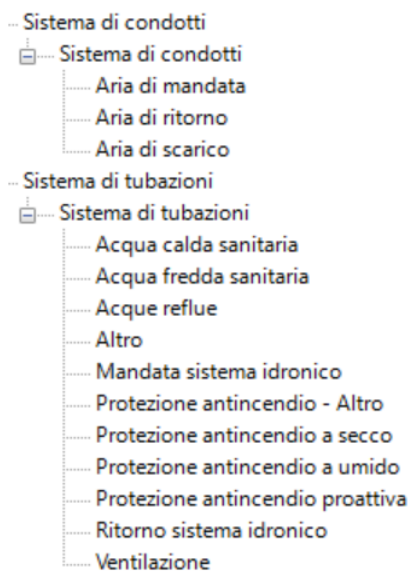 Sistema di condotti
Sistema di condotti
Aria di mandata
Aria di ritorno
Aria di scarico
Sistema di tubazioni
Sistema di tubazioni
Acqua calda sanitaria
Acqua fredda sanitaria
Acque reflue
Altro
Mandata sistema idronico
Protezione antincendio - Altro
Protezione antincendio a secco
Protezione antincendio a umido
Protezione antincendio proattiva
Ritorno sistema idronico
Ventilazione